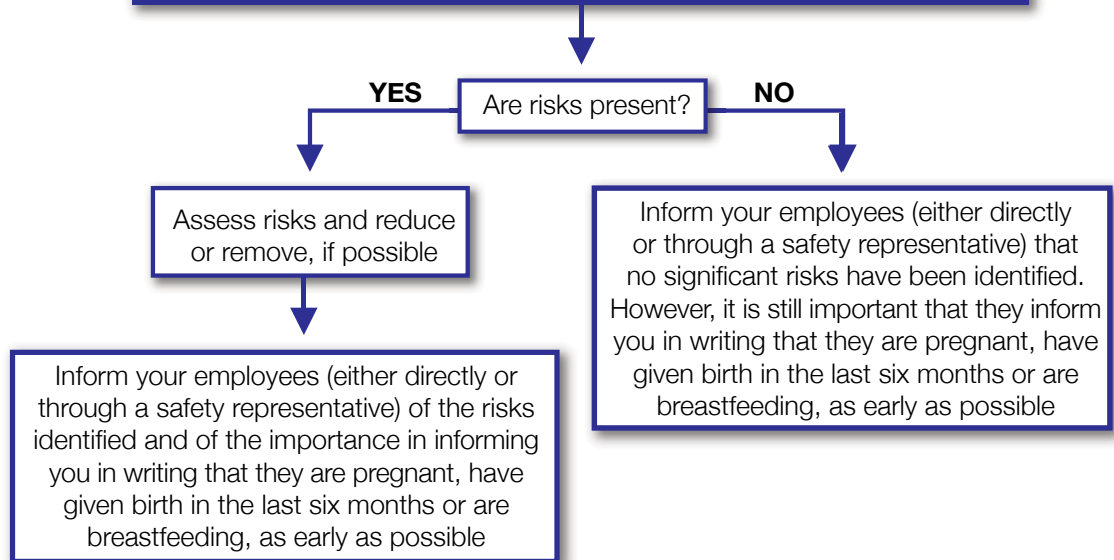 YES
Are risks present?
NO
Assess risks and reduce
or remove, if possible
Inform your employees (either directly
or through a safety representative) that
no significant risks have been identified.
However, it is still important that they inform
you in writing that they are pregnant, have
given birth in the last six months or are
breastfeeding, as early as possible
Inform your employees (either directly or
through a safety representative) of the risks
identified and of the importance in informing
you in writing that they are pregnant, have
given birth in the last six months or are
breastfeeding, as early as possible